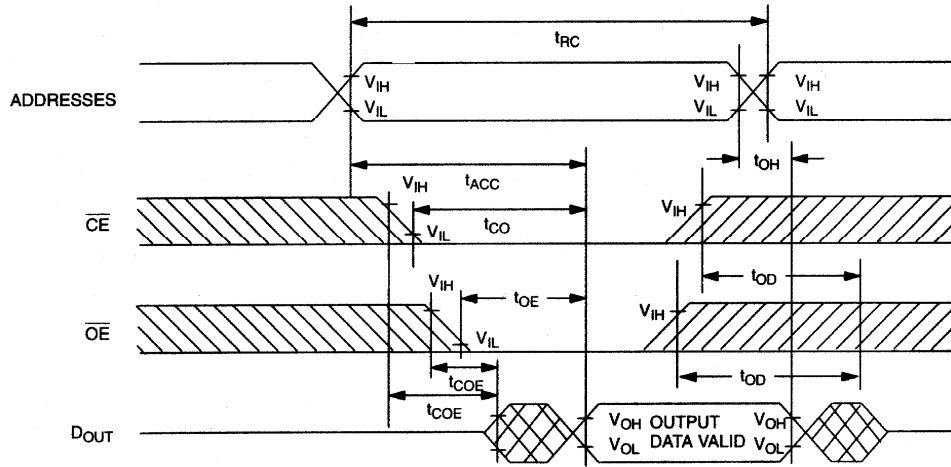 tRC
ADDRESSES
VIH
VIL
VIH
VIL
VIH
VIL
tOH
tACC
CE
VIH
tCO
VIL
VIH
tOD
OE
VIH
tOE
VIL
VIH
tCOE
tCOE
tOD
DOUT
VOH
VOL
OUTPUT
DATA VALID
VOH
VOL